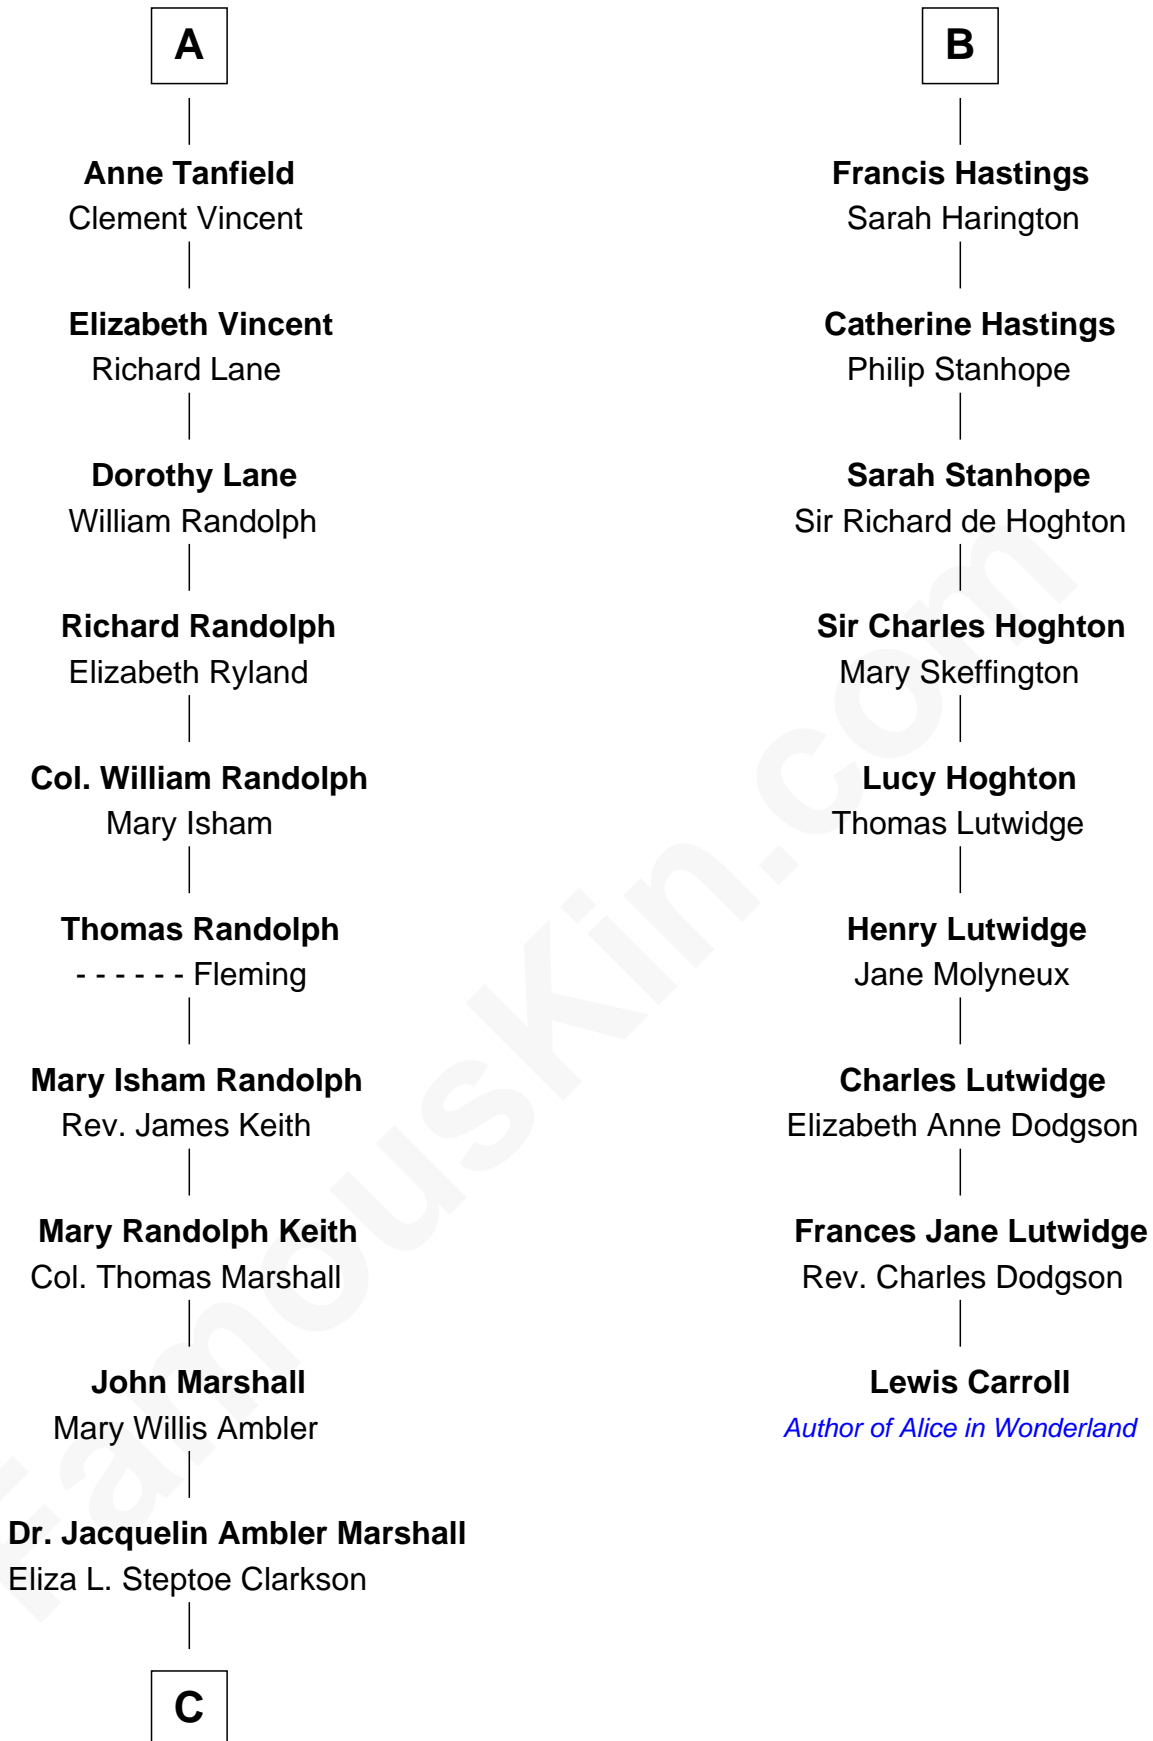 A
Anne Tanfield
Clement Vincent
Elizabeth Vincent
Richard Lane
Dorothy Lane
William Randolph
Richard Randolph
Elizabeth Ryland
Col. William Randolph
Mary Isham
Thomas Randolph
- - - - - - Fleming
Mary Isham Randolph
Rev. James Keith
Mary Randolph Keith
Col. Thomas Marshall
John Marshall
Mary Willis Ambler
Dr. Jacquelin Ambler Marshall
Eliza L. Steptoe Clarkson
C
B
Francis Hastings
Sarah Harington
Catherine Hastings
Philip Stanhope
Sarah Stanhope
Sir Richard de Hoghton
Sir Charles Hoghton
Mary Skeffington
Lucy Hoghton
Thomas Lutwidge
Henry Lutwidge
Jane Molyneux
Charles Lutwidge
Elizabeth Anne Dodgson
Frances Jane Lutwidge
Rev. Charles Dodgson
Lewis Carroll
Author of Alice in Wonderland
FamousKin.com